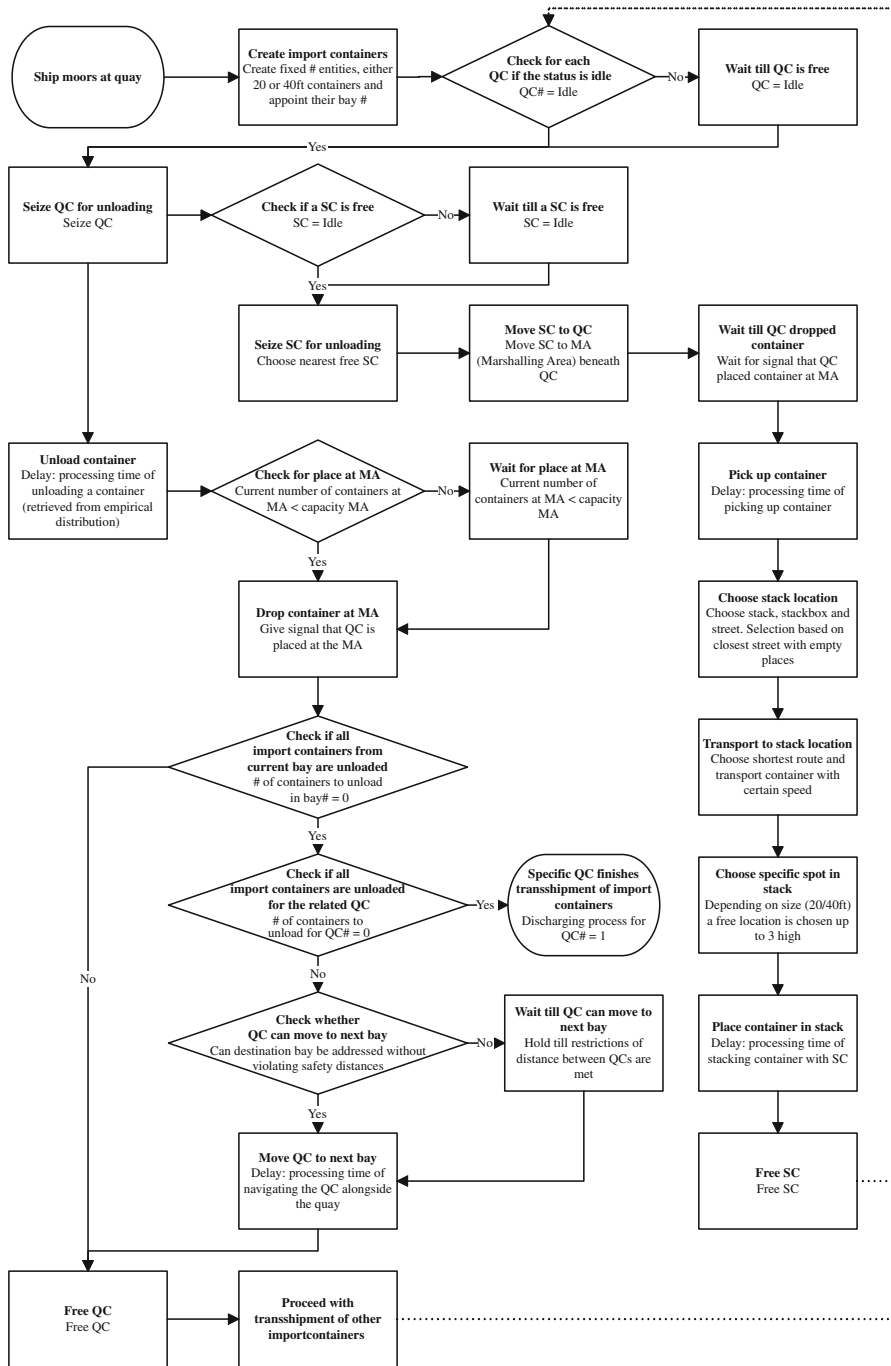 Ship moors at quay
Create import containers
Create fixed # entities, either
20 or 40ft containers and
appoint their bay #
Check for each
QC if the status is idle
QC# = Idle
No
Wait till QC is free
QC = Idle
Yes
Seize QC for unloading
Seize QC
Check if a SC is free
SC = Idle
No
Wait till a SC is free
SC = Idle
Yes
Seize SC for unloading
Choose nearest free SC
Move SC to QC
Move SC to MA
(Marshalling Area) beneath
QC
Wait till QC dropped
container
Wait for signal that QC
placed container at MA
Unload container
Delay: processing time of
unloading a container
(retrieved from empirical
distribution)
Check for place at MA
Current number of containers at
MA < capacity MA
No
Wait for place at MA
Current number of
containers at MA < capacity
MA
Pick up container
Delay: processing time of
picking up container
Yes
Drop container at MA
Give signal that QC is
placed at the MA
Choose stack location
Choose stack, stackbox and
street. Selection based on
closest street with empty
places
Check if all
import containers from
current bay are unloaded
# of containers to unload
in bay# = 0
Transport to stack location
Choose shortest route and
transport container with
certain speed
Yes
Check if all
import containers are unloaded
for the related QC
# of containers to
unload for QC# = 0
Yes
Specific QC finishes
transshipment of import
containers
Discharging process for
QC# = 1
Choose specific spot in
stack
Depending on size (20/40ft)
a free location is chosen up
to 3 high
No
No
Check whether
QC can move to next bay
Can destination bay be addressed without
violating safety distances
No
Wait till QC can move to
next bay
Hold till restrictions of
distance between QCs are
met
Place container in stack
Delay: processing time of
stacking container with SC
Yes
Move QC to next bay
Delay: processing time of
navigating the QC alongside
the quay
Free SC
Free SC
Free QC
Free QC
Proceed with
transshipment of other
importcontainers